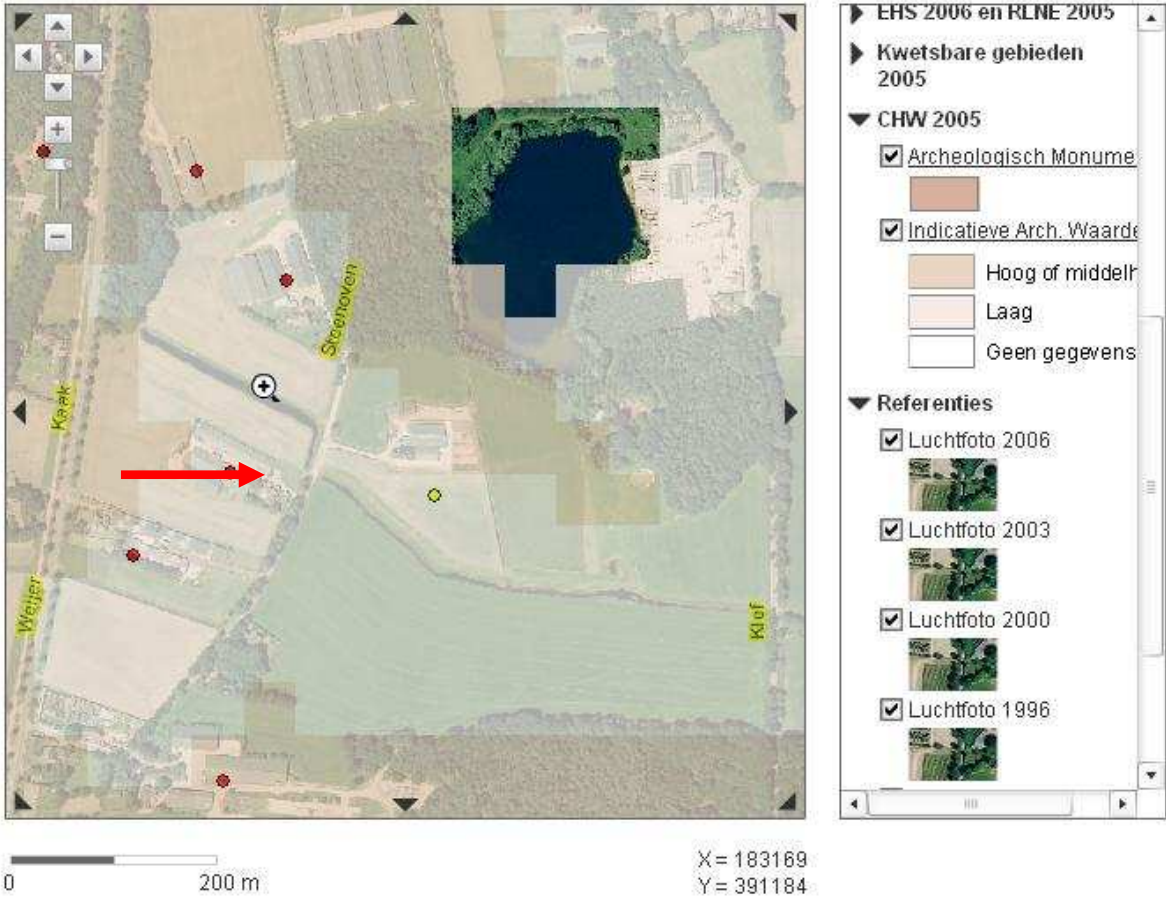 Steenoven
Kaak
Weijer
Klef
EHS 2006 en RLNE 2005
Kwetsbare gebieden
2005
CHW 2005
Archeologisch Monume
Indicatieve Arch. Waarde
Hoog of middelh
Laag
Geen gegevens
Referenties
Luchtfoto 2006
Luchtfoto 2003
Luchtfoto 2000
Luchtfoto 1996
0
200 m
X = 183169
Y = 391184